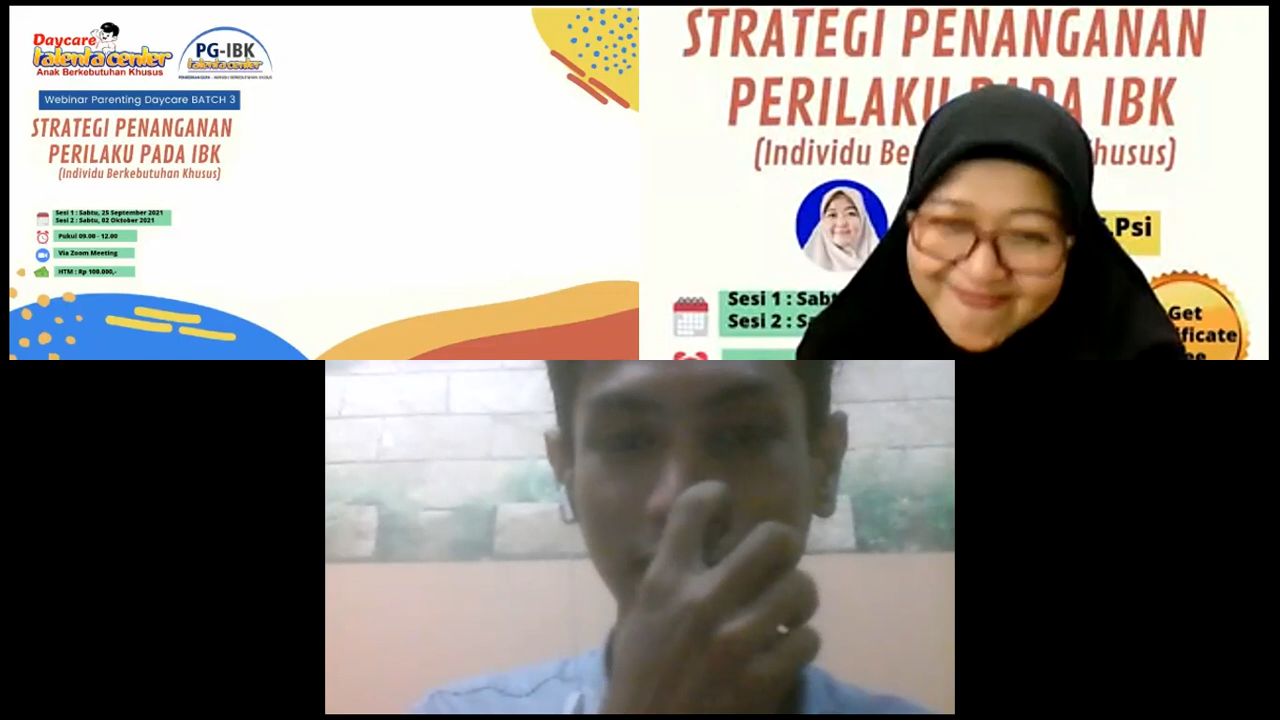 Daycare
talenta center
Anak Berkebutuhan Khusus
PG-IBK
talenta center
Webinar Parenting Daycare BATCH 3
STRATEGI PENANGANAN
PERILAKU PADA IBK
(Individu Berkebutuhan Khusus)
Sesi 1 : Sabtu, 25 September 2021
Sesi 2 : Sabtu, 02 Oktober 2021
Pukul 09.00 - 12.00
Via Zoom Meeting
HTM : Rp 100.000,-
STRATEGI PENANGANAN
PERILAKU PADA IBK
(Individu Be khusus)
.Psi
Sesi 1 : Sabt
Sesi 2 : Sa
Get
ificate